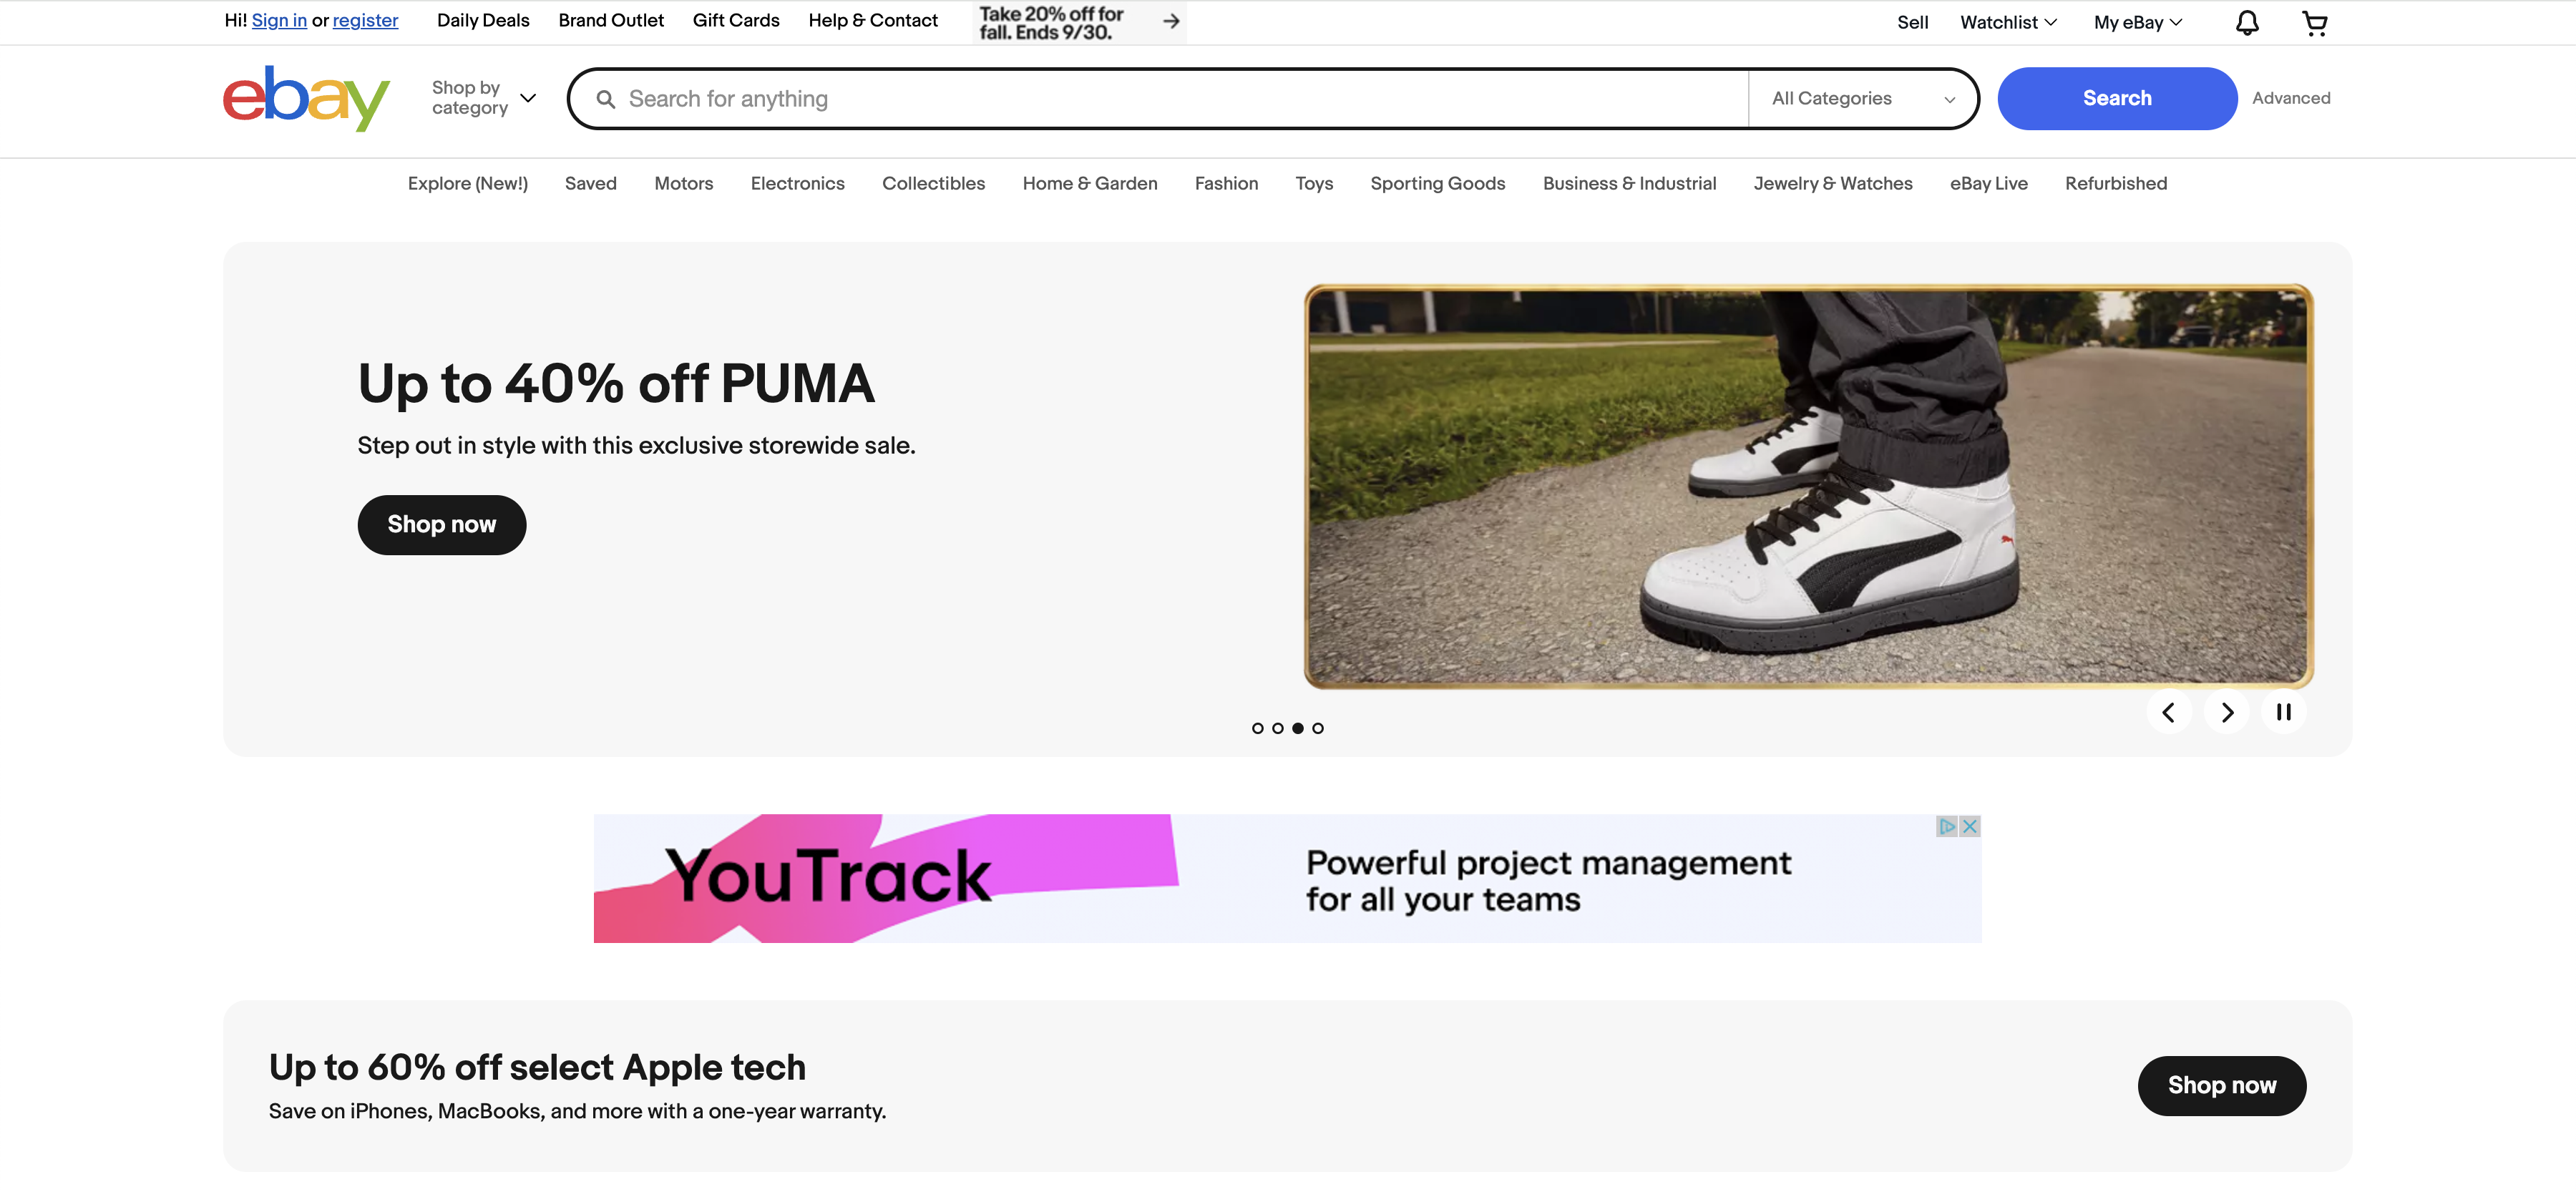 Hi! Sign in or register
Daily Deals
Brand Outlet
Gift Cards
Help & Contact
Take 20% off for
fall. Ends 9/30.
Sell
Watchlist
My eBay
ebay
Shop by
category
Search for anything
All Categories
Search
Advanced
Explore (New!)
Saved
Motors
Electronics
Collectibles
Home & Garden
Fashion
Toys
Sporting Goods
Business & Industrial
Jewelry & Watches
eBay Live
Refurbished
Up to 40% off PUMA
Step out in style with this exclusive storewide sale.
Shop now
YouTrack
Powerful project management
for all your teams
Up to 60% off select Apple tech
Save on iPhones, MacBooks, and more with a one-year warranty.
Shop now